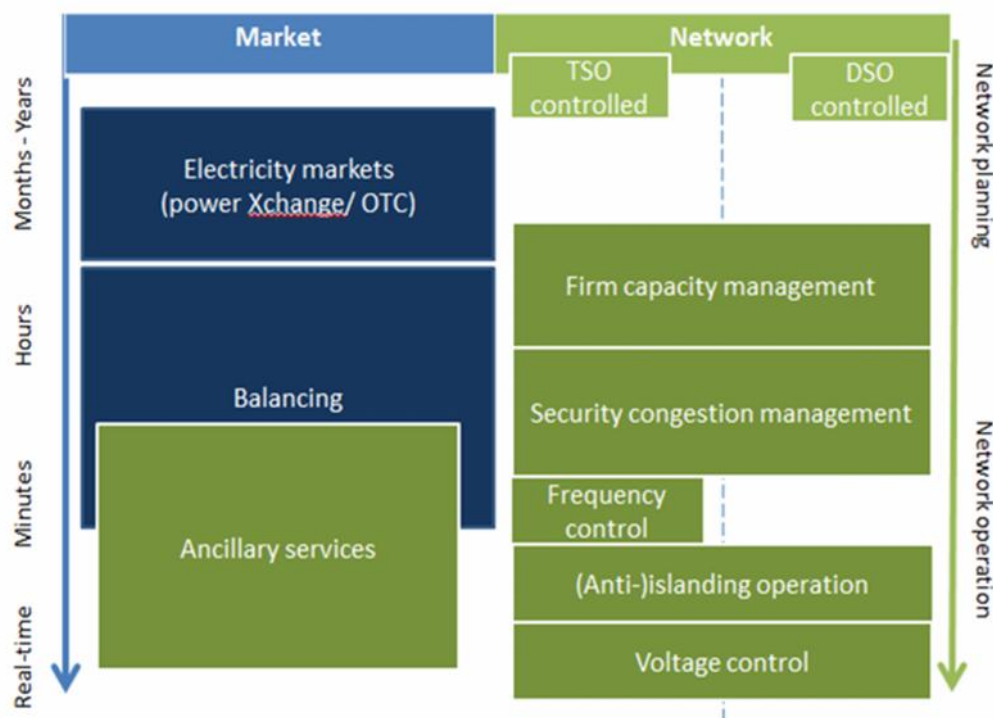 Market
Network
TSO
controlled
DSO
controlled
Months - Years
Hours
Minutes
Real-time
Electricity markets
(power Xchange/ OTC)
Balancing
Ancillary services
Firm capacity management
Security congestion management
Frequency
control
(Anti-)islanding operation
Voltage control
Network planning
Network operation